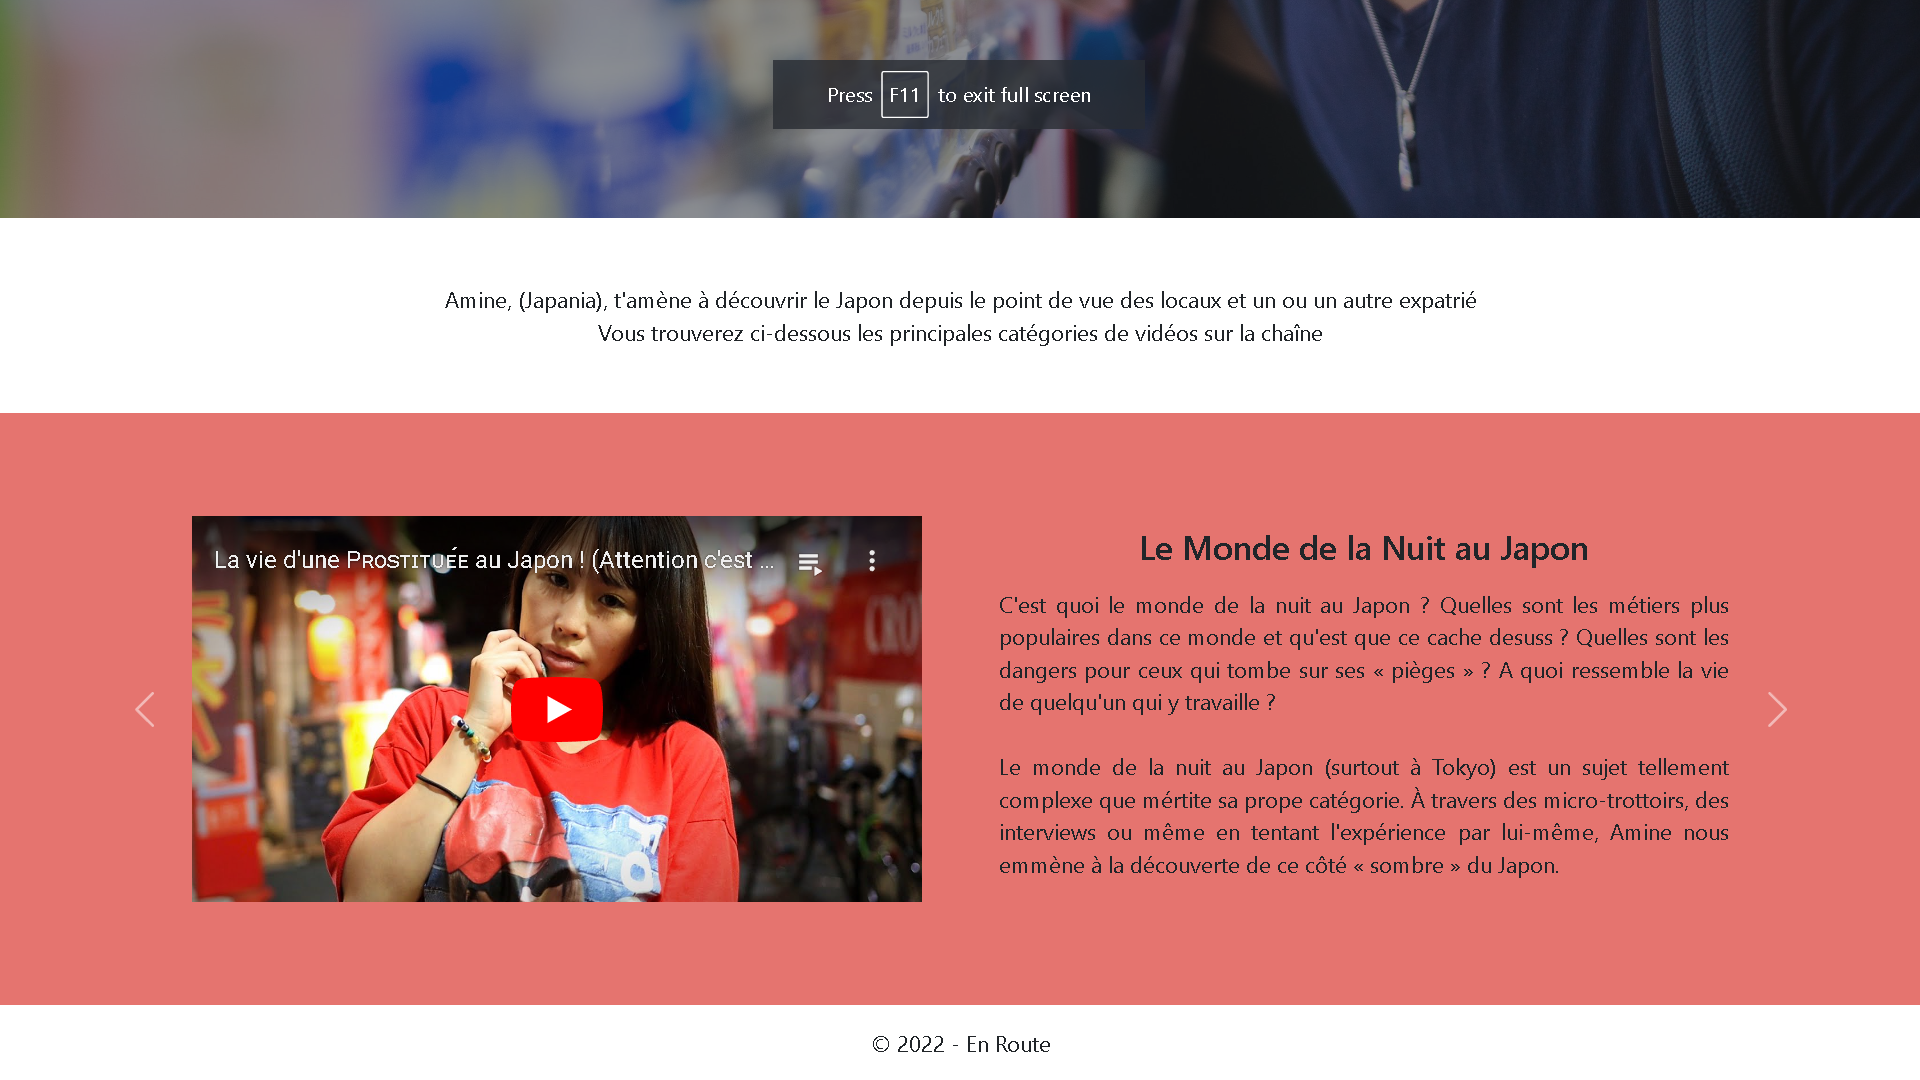 Press F11 to exit full screen
Amine, (Japania), t'amène à découvrir le Japon depuis le point de vue des locaux et un ou un autre expatrié
Vous trouverez ci-dessous les principales catégories de vidéos sur la chaîne
La vie d'une Pʀᴏsᴛɪᴛᴜᴇ́ᴇ au Japon ! (Attention c'est ...
CRO
Le Monde de la Nuit au Japon
C'est quoi le monde de la nuit au Japon ? Quelles sont les métiers plus
populaires dans ce monde et qu'est que ce cache desuss ? Quelles sont les
dangers pour ceux qui tombe sur ses « pièges » ? A quoi ressemble la vie
de quelqu'un qui y travaille ?
Le monde de la nuit au Japon (surtout à Tokyo) est un sujet tellement
complexe que mértite sa prope catégorie. À travers des micro-trottoirs, des
interviews ou même en tentant l'expérience par lui-même, Amine nous
emmène à la découverte de ce côté « sombre » du Japon.
© 2022 - En Route